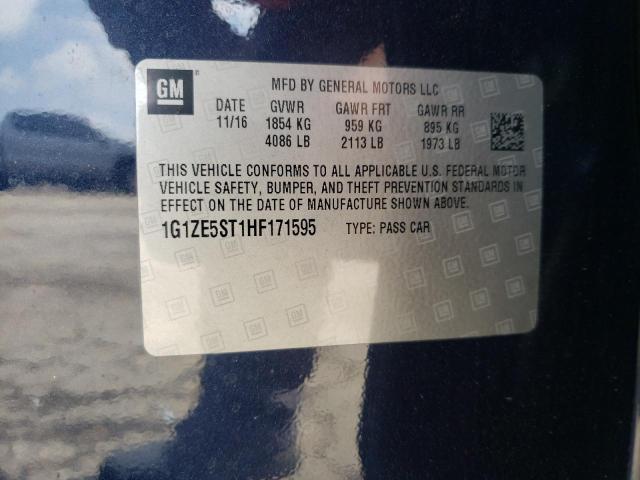 GM
MFD BY GENERAL MOTORS LLC
DATE GVWR GAWR FRT GAWR RR
11/16 1854 KG 959 KG 895 KG
4086 LB 2113 LB 1973 LB
THIS VEHICLE CONFORMS TO ALL APPLICABLE U.S. FEDERAL MOTOR
VEHICLE SAFETY, BUMPER, AND THEFT PREVENTION STANDARDS IN
EFFECT ON THE DATE OF MANUFACTURE SHOWN ABOVE.
1G1ZE5ST1HF171595 TYPE: PASS CAR